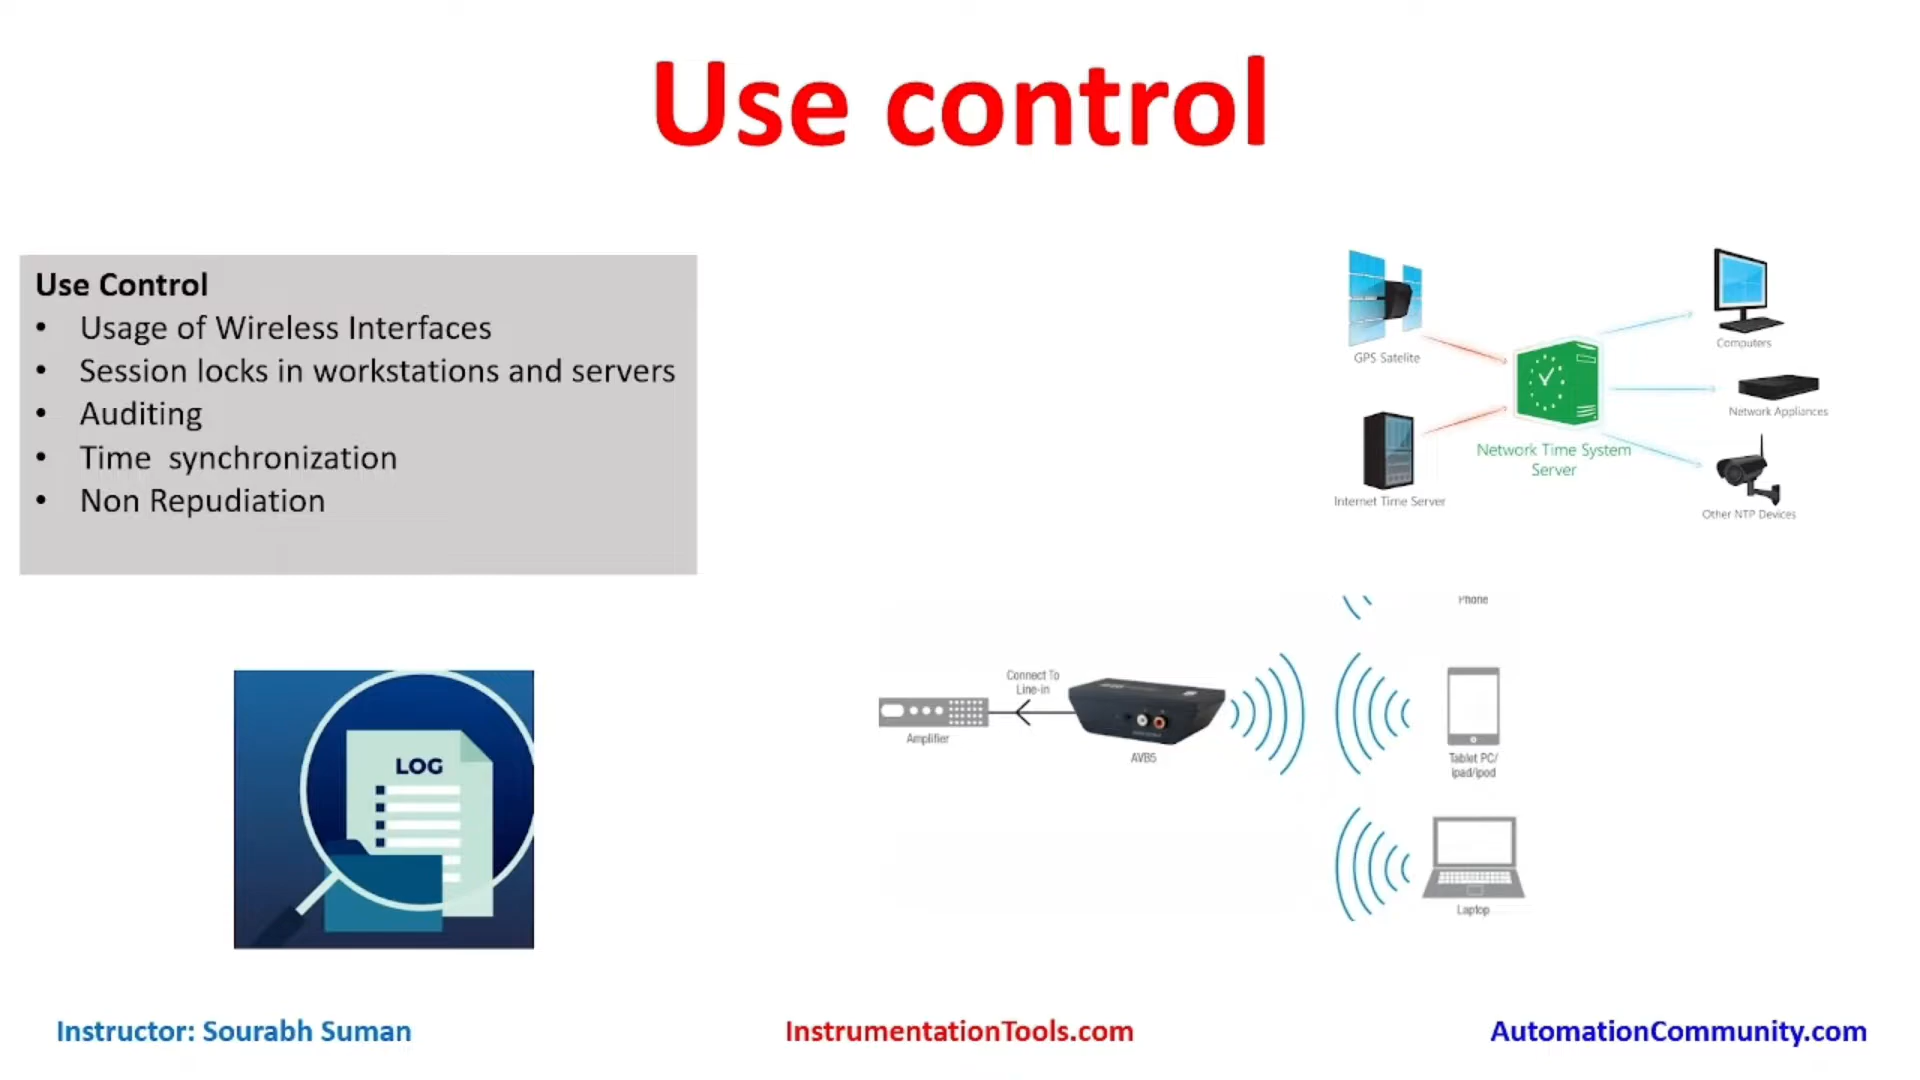 Use control
Use Control
• Usage of Wireless Interfaces
• Session locks in workstations and servers
• Auditing
• Time  synchronization
• Non Repudiation
GPS Satelite
Computers
Network Appliances
Network Time System
Server
Internet Time Server
Other NTP Devices
Phone
Connect To
Line-in
Amplifier
AVB5
Tablet PC/
ipad/ipod
Laptop
LOG
Instructor: Sourabh Suman
InstrumentationTools.com
AutomationCommunity.com